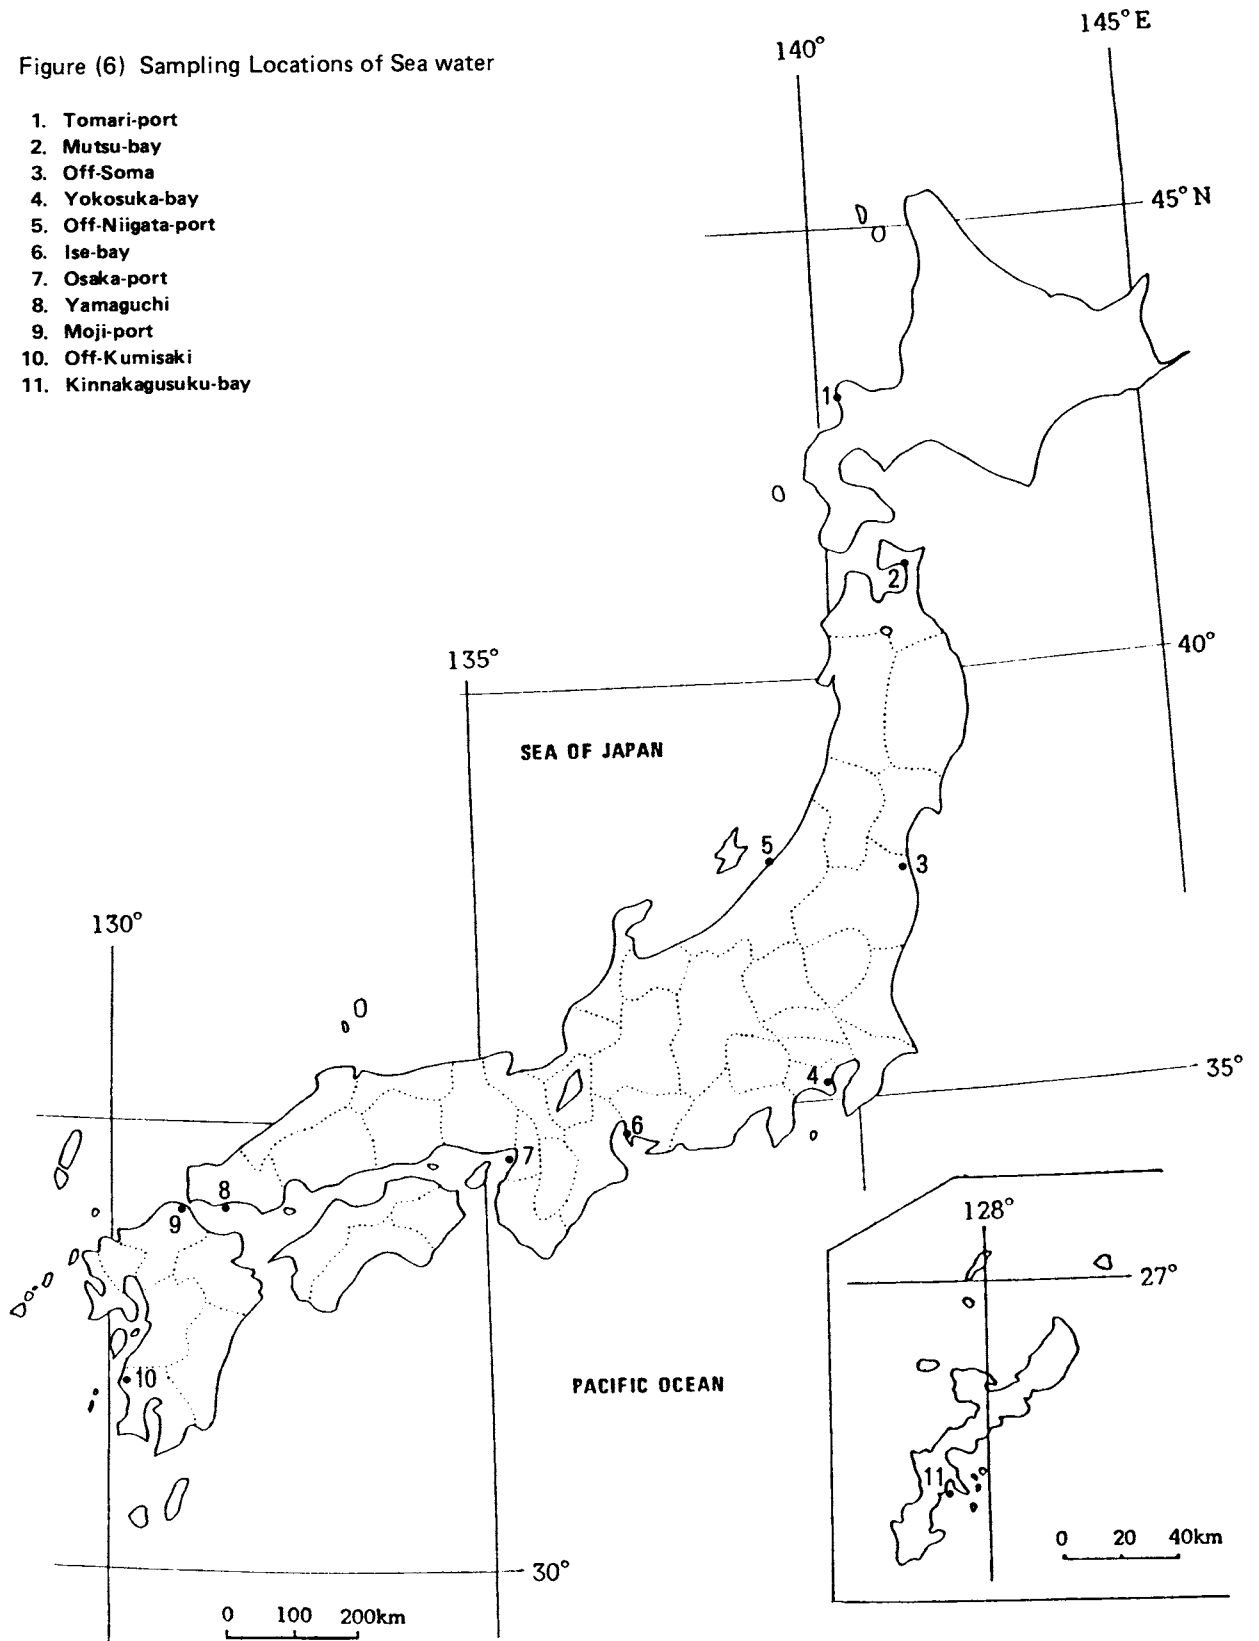 Figure (6) Sampling Locations of Sea water
1. Tomari-port
2. Mutsu-bay
3. Off-Soma
4. Yokosuka-bay
5. Off-Niigata-port
6. Ise-bay
7. Osaka-port
8. Yamaguchi
9. Moji-port
10. Off-Kumisaki
11. Kinnakagusuku-bay
145° E
140°
45° N
1
2
40°
135°
SEA OF JAPAN
5
3
130°
35°
4
6
7
8
9
128°
27°
10
PACIFIC OCEAN
11
0 20 40km
30°
0 100 200km